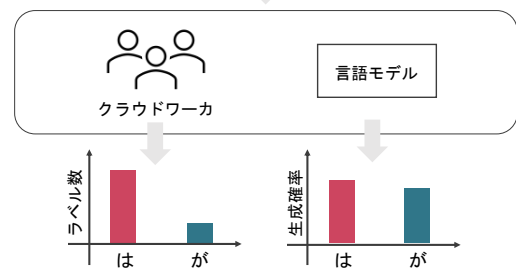 クラウドワーカ
言語モデル
ラベル数
は が
生成確率
は が